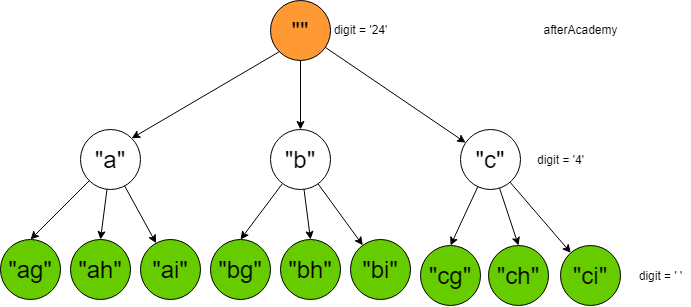 "" digit = '24' afterAcademy
"a" "b" "c" digit = '4'
"ag" "ah" "ai" "bg" "bh" "bi" "cg" "ch" "ci" digit = ' '